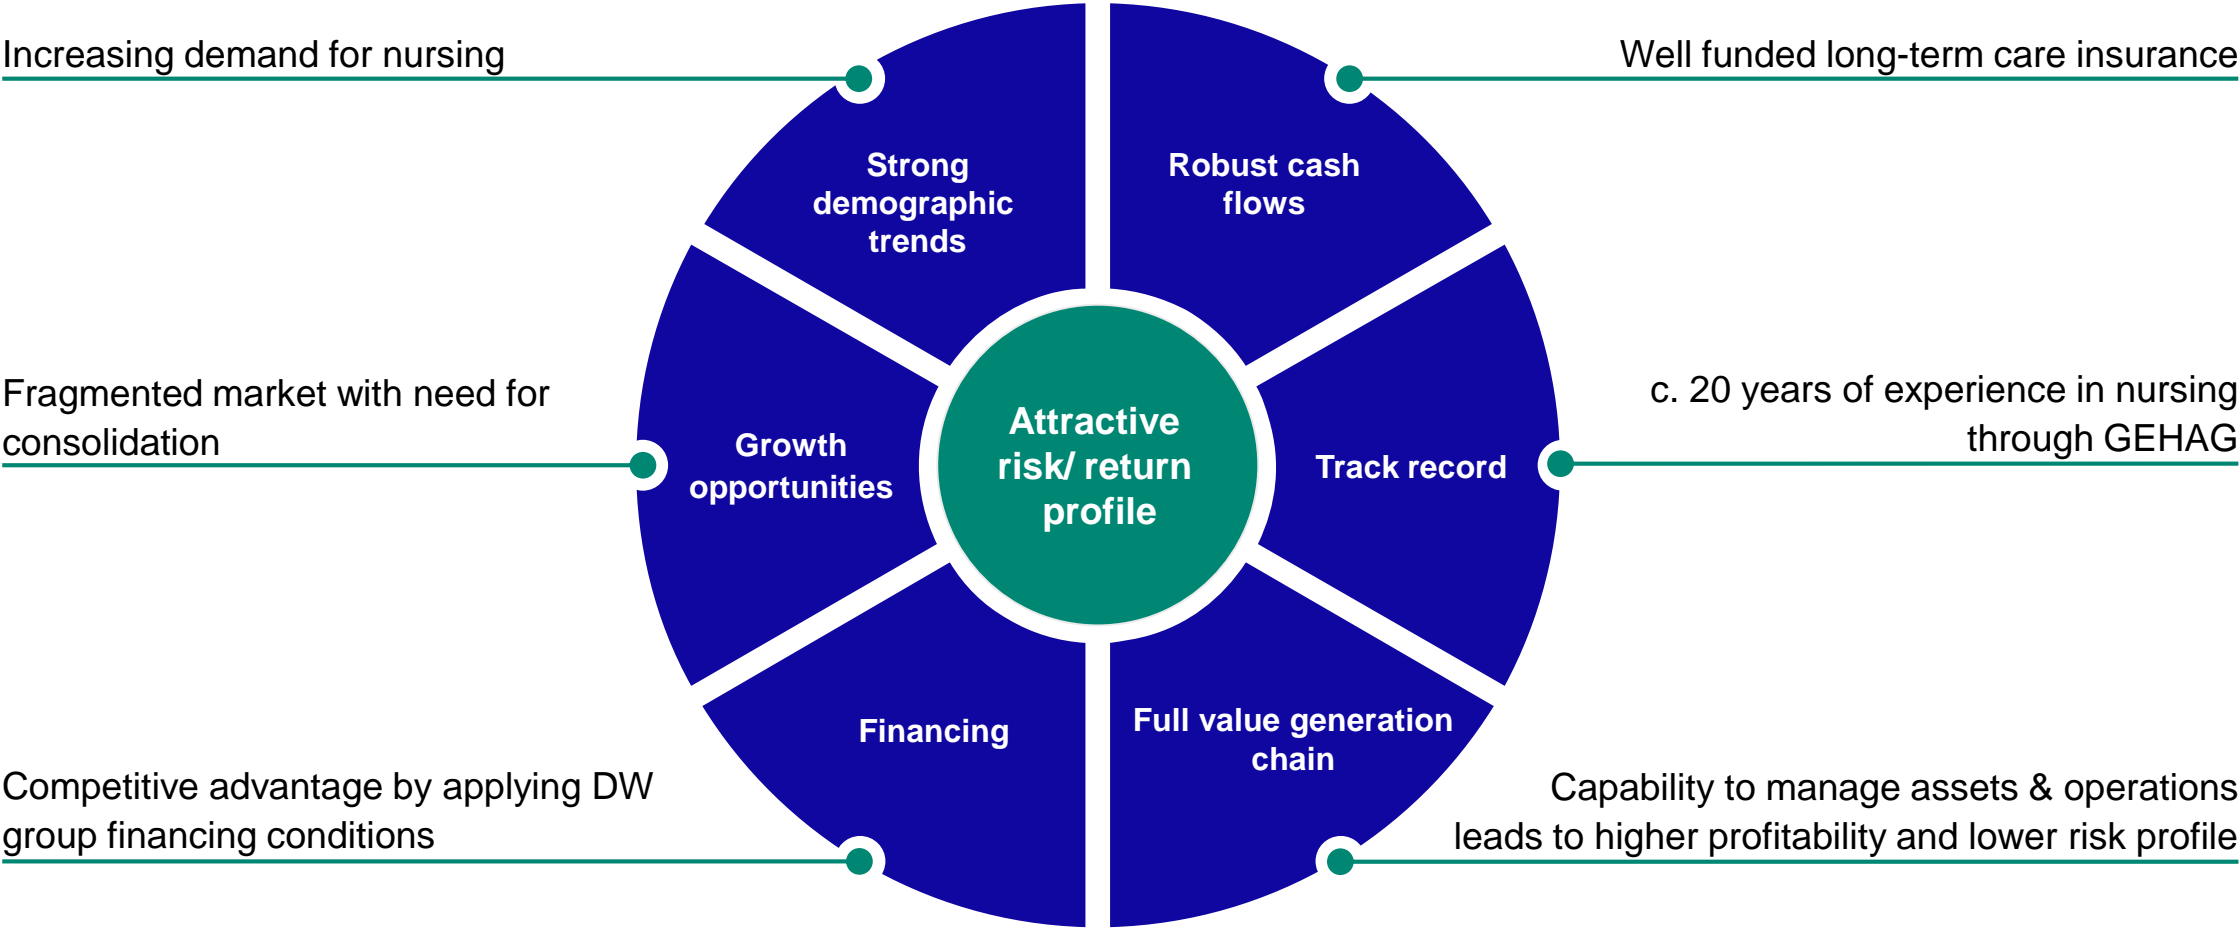 Increasing demand for nursing
Well funded long-term care insurance
Strong
demographic
trends
Robust cash
flows
Fragmented market with need for
consolidation
Growth
opportunities
Attractive
risk/ return
profile
Track record
c. 20 years of experience in nursing
through GEHAG
Financing
Full value generation
chain
Competitive advantage by applying DW
group financing conditions
Capability to manage assets & operations
leads to higher profitability and lower risk profile